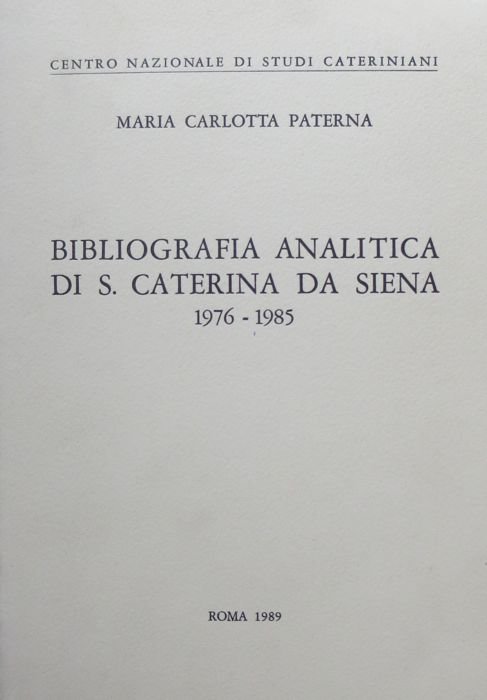 CENTRO NAZIONALE DI STUDI CATERINIANI
MARIA CARLOTTA PATERNA
BIBLIOGRAFIA ANALITICA
DI S. CATERINA DA SIENA
1976 - 1985
ROMA 1989